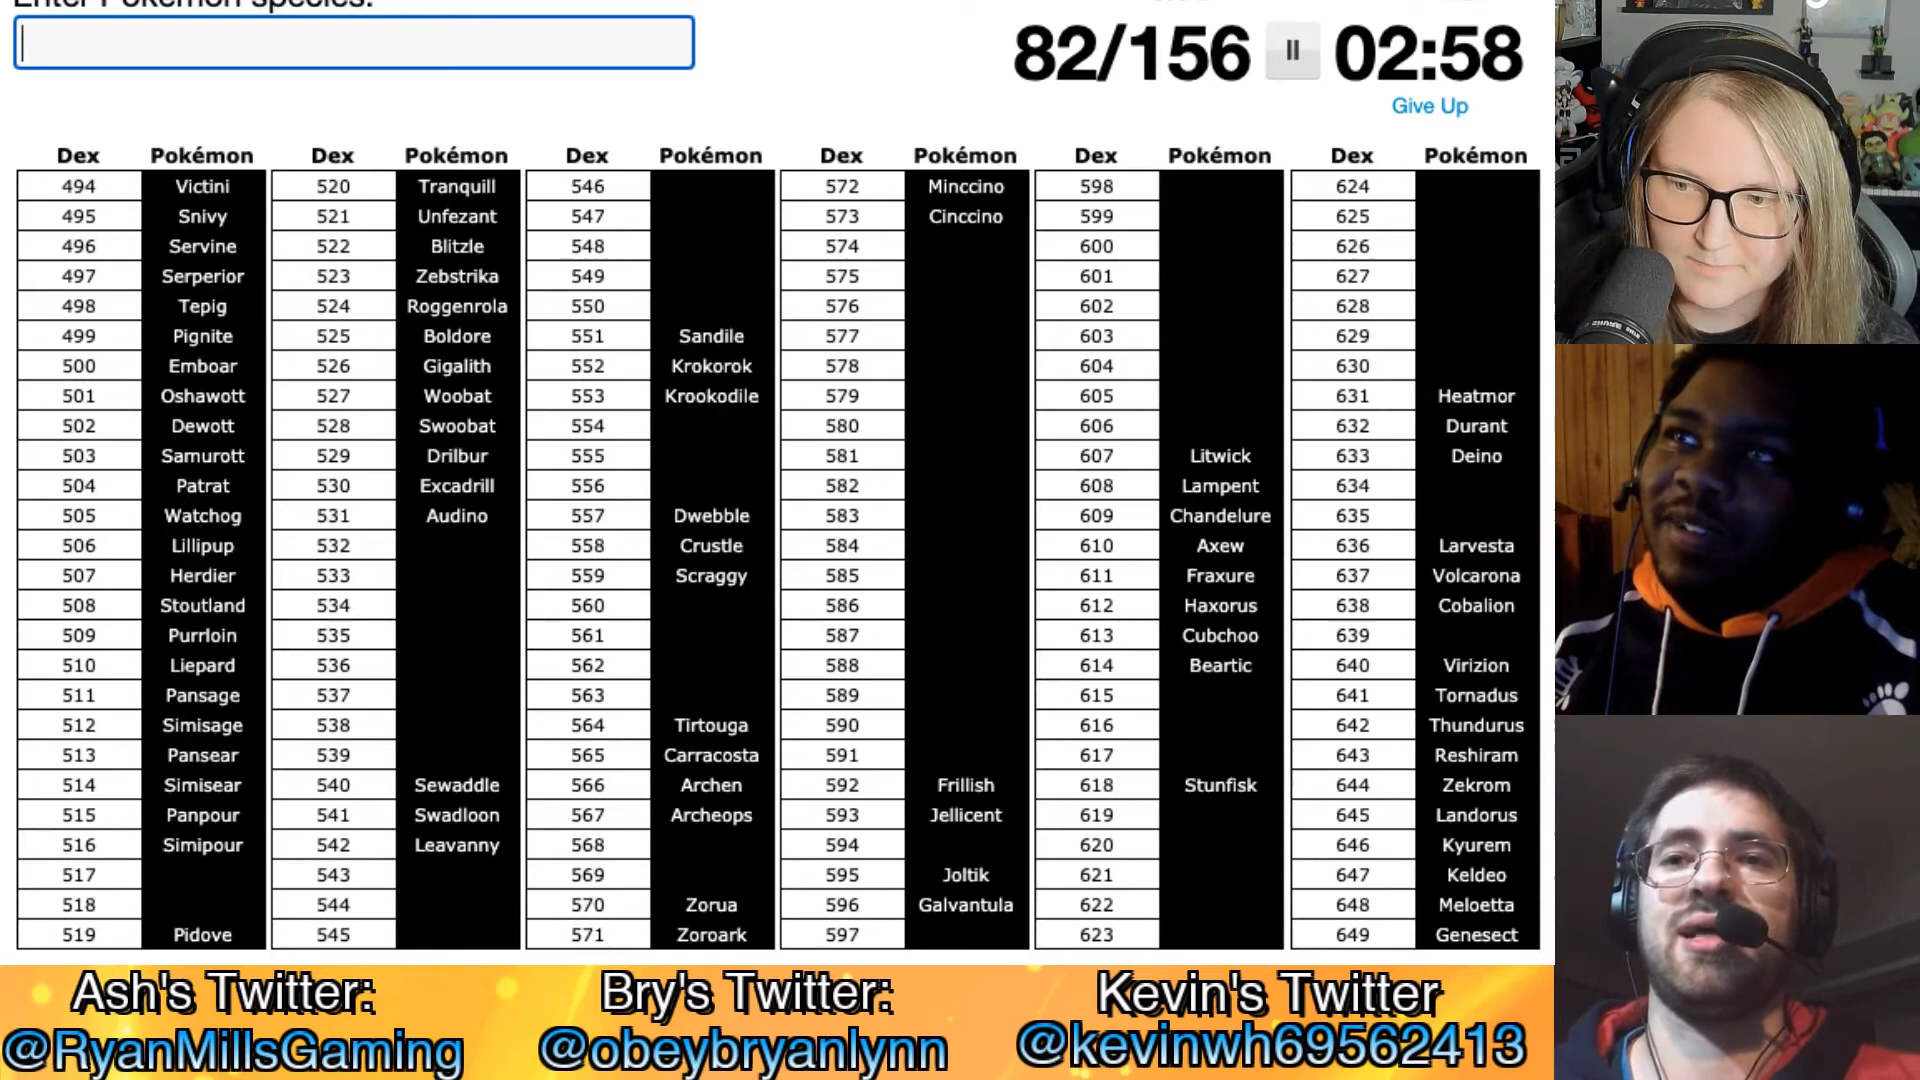 Enter Pokémon species:
82/156 02:58
Give Up
Dex Pokémon Dex Pokémon Dex Pokémon Dex Pokémon Dex Pokémon Dex Pokémon
494 Victini 520 Tranquill 546 572 Minccino 598 624
495 Snivy 521 Unfezant 547 573 Cinccino 599 625
496 Servine 522 Blitzle 548 574 600 626
497 Serperior 523 Zebstrika 549 575 601 627
498 Tepig 524 Roggenrola 550 576 602 628
499 Pignite 525 Boldore 551 Sandile 577 603 629
500 Emboar 526 Gigalith 552 Krokorok 578 604 630
501 Oshawott 527 Woobat 553 Krookodile 579 605 631 Heatmor
502 Dewott 528 Swoobat 554 580 606 632 Durant
503 Samurott 529 Drilbur 555 581 607 Litwick 633 Deino
504 Patrat 530 Excadrill 556 582 608 Lampent 634
505 Watchog 531 Audino 557 Dwebble 583 609 Chandelure 635
506 Lillipup 532 558 Crustle 584 610 Axew 636 Larvesta
507 Herdier 533 559 Scraggy 585 611 Fraxure 637 Volcarona
508 Stoutland 534 560 586 612 Haxorus 638 Cobalion
509 Purrloin 535 561 587 613 Cubchoo 639
510 Liepard 536 562 588 614 Beartic 640 Virizion
511 Pansage 537 563 589 615 641 Tornadus
512 Simisage 538 564 Tirtouga 590 616 642 Thundurus
513 Pansear 539 565 Carracosta 591 617 643 Reshiram
514 Simisear 540 Sewaddle 566 Archen 592 Frillish 618 Stunfisk 644 Zekrom
515 Panpour 541 Swadloon 567 Archeops 593 Jellicent 619 645 Landorus
516 Simipour 542 Leavanny 568 594 620 646 Kyurem
517 543 569 595 Joltik 621 647 Keldeo
518 544 570 Zorua 596 Galvantula 622 648 Meloetta
519 Pidove 545 571 Zoroark 597 623 649 Genesect
Ash's Twitter: Bry's Twitter: Kevin's Twitter
@RyanMillsGaming @obeybryanlynn @kevinwh69562413